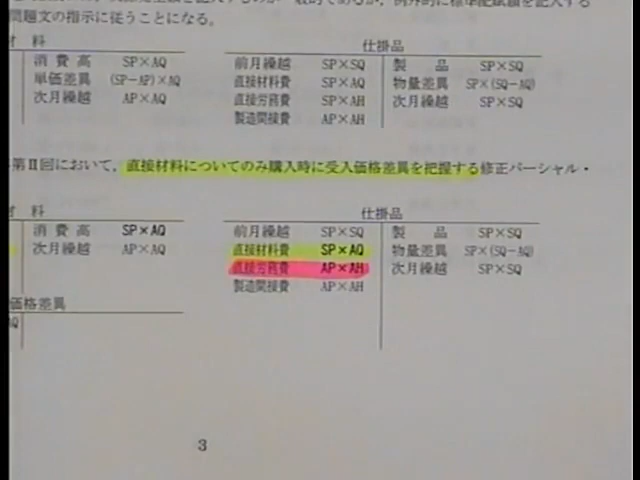 問題文の指示に従うことになる。
料
仕掛品
消費高 SP×AQ
単価差異 (SP-AP)×AQ
次月繰越 AP×AQ
前月繰越 SP×SQ 製品 SP×SQ
直接材料費 SP×AQ 物量差異 SP×(SQ-AQ)
直接労務費 SP×AH 次月繰越 SP×SQ
製造間接費 AP×AH
第Ⅱ回において、直接材料についてのみ購入時に受入価格差異を把握する修正パーシャル・
料
仕掛品
消費高 SP×AQ
次月繰越 AP×AQ
前月繰越 SP×SQ 製品 SP×SQ
直接材料費 SP×AQ 物量差異 SP×(SQ-AQ)
直接労務費 AP×AH 次月繰越 SP×SQ
製造間接費 AP×AH
価格差異
3